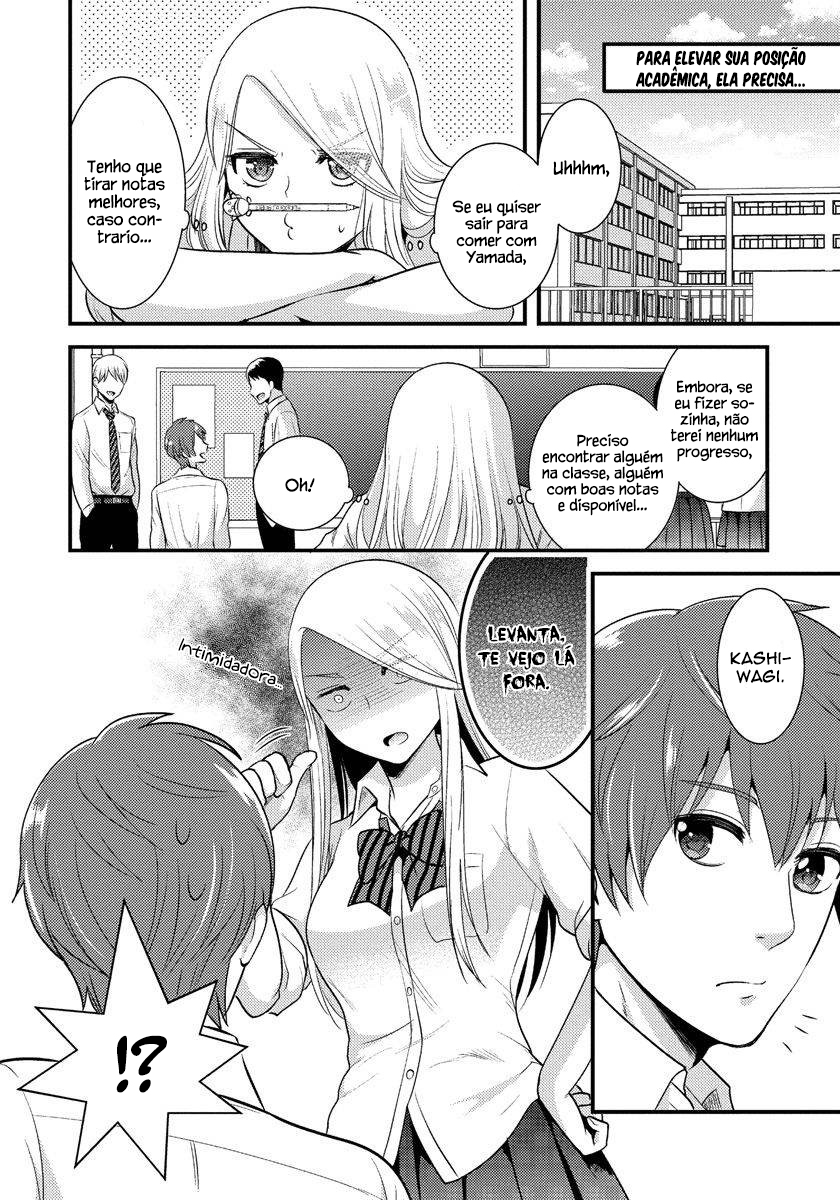 PARA ELEVAR SUA POSIÇÃO
ACADÊMICA, ELA PRECISA...
Uhhhm,
Se eu quiser
sair para
comer com
Yamada,
Tenho que
tirar notas
melhores,
caso con-
trario...
Embora, se
eu fizer so-
zinha, não
terei nenhum
progresso,
Preciso
encontrar alguém
na classe, alguém
com boas notas
e disponível...
Oh!
KASHI-
WAGI.
LEVANTA,
TE VEJO LÁ
FORA.
Intimidadora...
!?